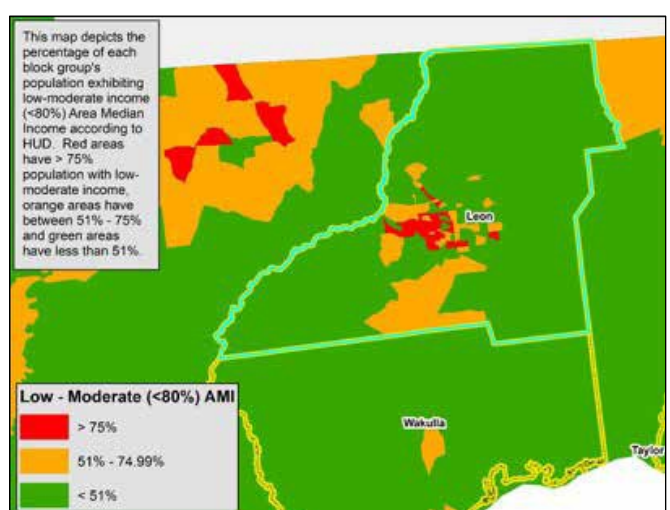 This map depicts the
percentage of each
block group's
population exhibiting
low-moderate income
(<80%) Area Median
Income according to
HUD. Red areas
have > 75%
population with low-
moderate income,
orange areas have
between 51% - 75%
and green areas
have less than 51%.
Leon
Low - Moderate (<80%) AMI
> 75%
51% - 74.99%
< 51%
Wakulla
Taylor